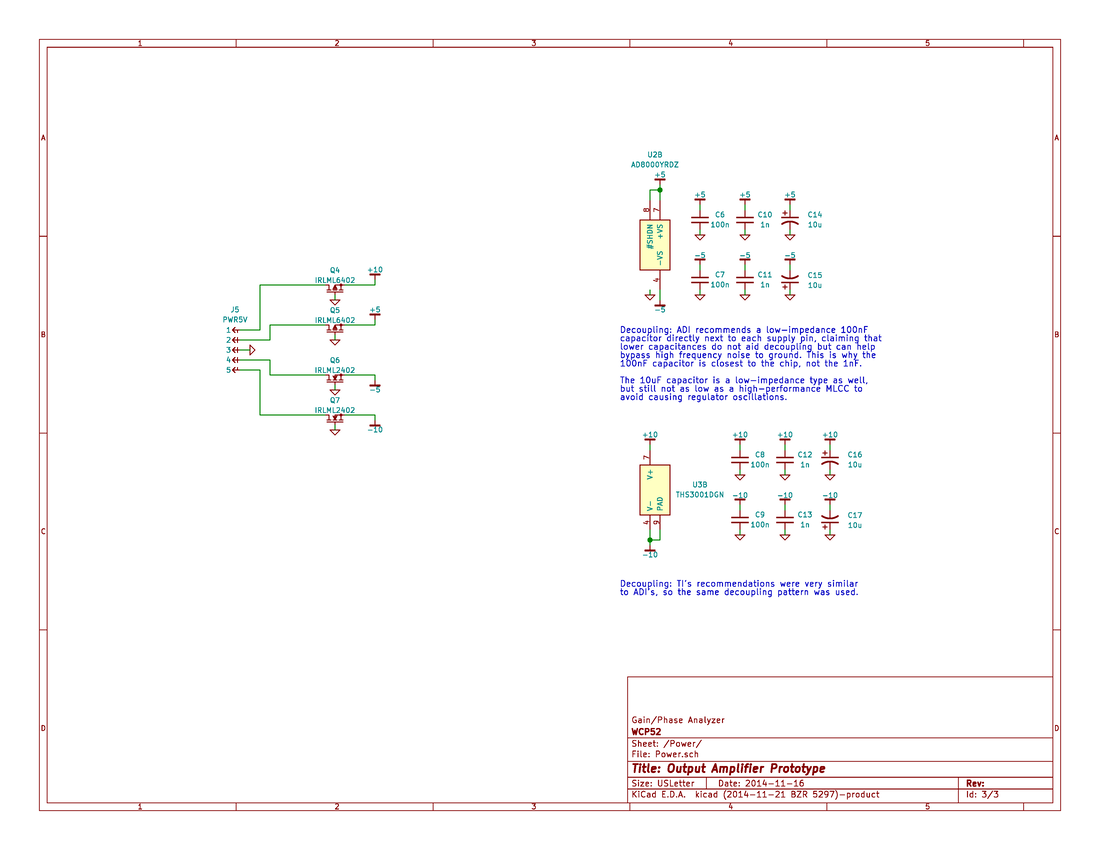 1 2 3 4 5
A A
U2B
AD8000YRDZ
+5
8 7
#SHDN +VS
-VS
4
-5
+5 +5 +5
C6 C10 C14
100n 1n 10u
-5 -5 -5
C7 C11 C15
100n 1n 10u
Q4 +10
IRLML6402
Q5 +5
IRLML6402
J5
PWR5V
1
2
3
4
5
Q6
IRLML2402
-5
Q7
IRLML2402
-10
B B
Decoupling: ADI recommends a low-impedance 100nF
capacitor directly next to each supply pin, claiming that
lower capacitances do not aid decoupling but can help
bypass high frequency noise to ground. This is why the
100nF capacitor is closest to the chip, not the 1nF.
The 10uF capacitor is a low-impedance type as well,
but still not as low as a high-performance MLCC to
avoid causing regulator oscillations.
+10 +10 +10 +10
7
V+
V- PAD
4 9
-10
U3B
THS3001DGN
C8 C12 C16
100n 1n 10u
-10 -10 -10
C9 C13 C17
100n 1n 10u
C C
Decoupling: TI's recommendations were very similar
to ADI's, so the same decoupling pattern was used.
D D
Gain/Phase Analyzer
WCP52
Sheet: /Power/
File: Power.sch
Title: Output Amplifier Prototype
Size: USLetter Date: 2014-11-16 Rev:
KiCad E.D.A. kicad (2014-11-21 BZR 5297)-product Id: 3/3
1 2 3 4 5